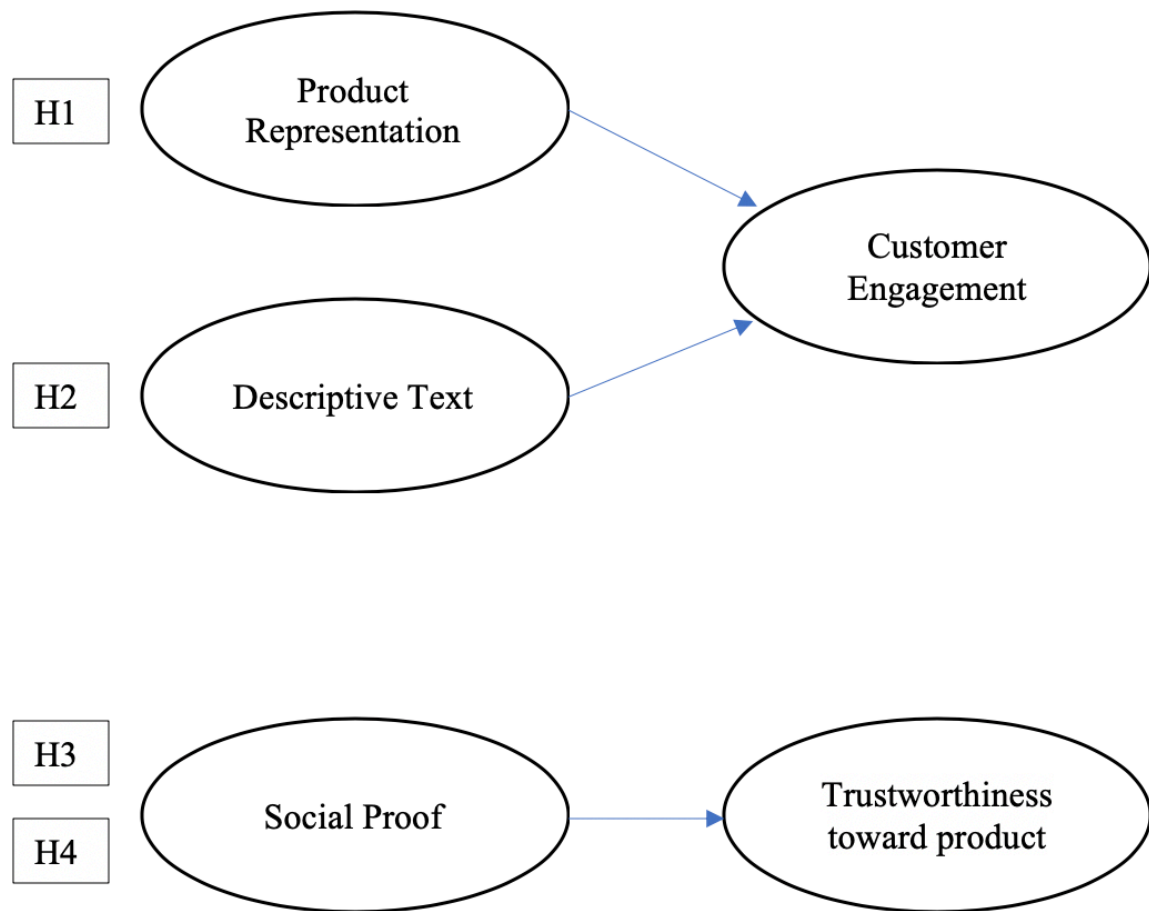 H1
Product
Representation
Customer
Engagement
H2
Descriptive Text
H3
H4
Social Proof
Trustworthiness
toward product